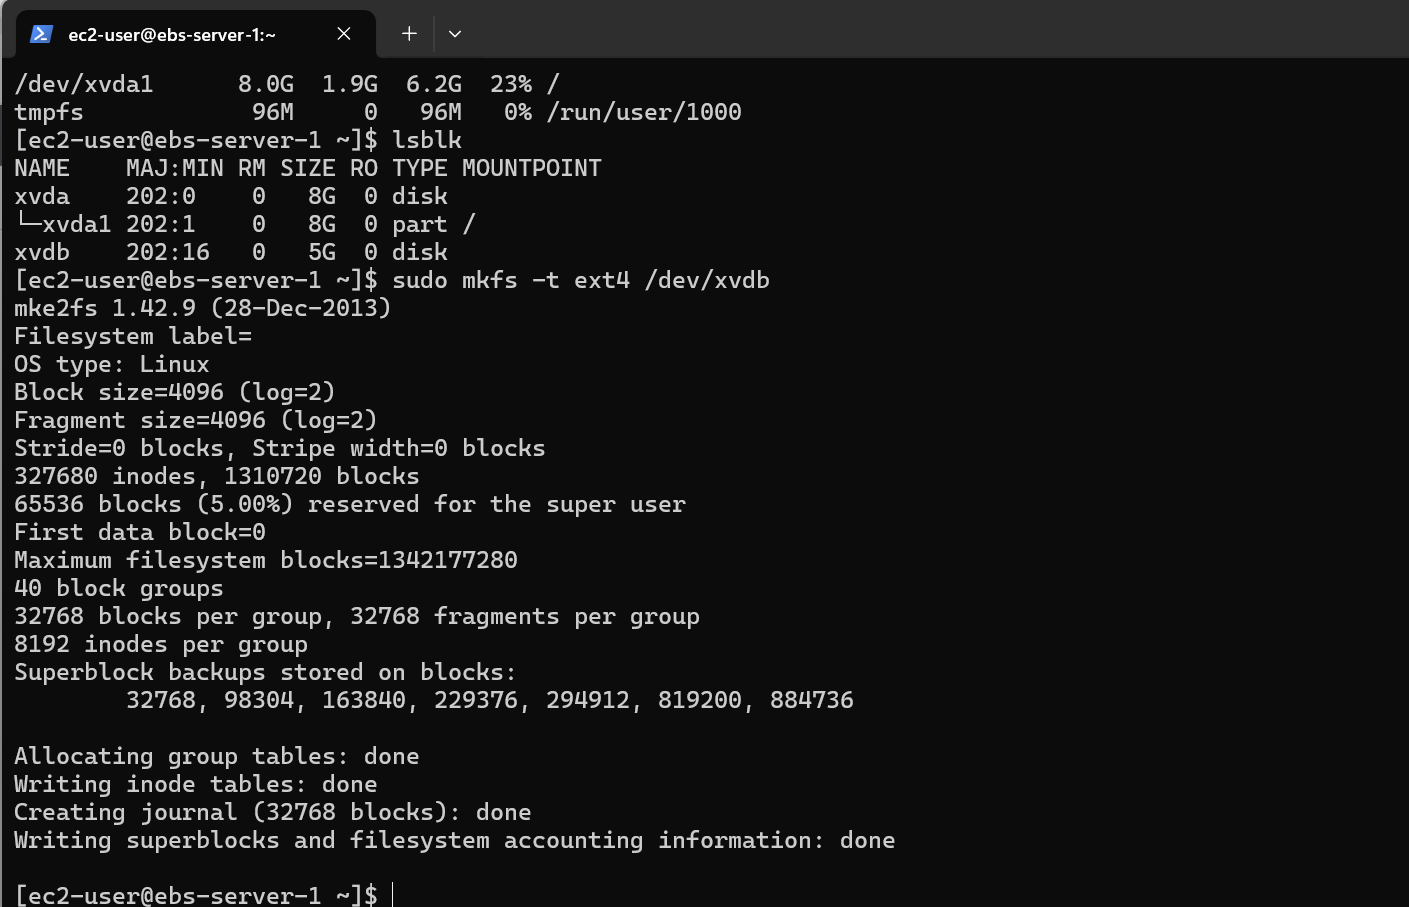 ec2-user@ebs-server-1:~
/dev/xvda1      8.0G  1.9G  6.2G  23% /
tmpfs            96M     0   96M   0% /run/user/1000
[ec2-user@ebs-server-1 ~]$ lsblk
NAME    MAJ:MIN RM SIZE RO TYPE MOUNTPOINT
xvda    202:0    0   8G  0 disk
└─xvda1 202:1    0   8G  0 part /
xvdb    202:16   0   5G  0 disk
[ec2-user@ebs-server-1 ~]$ sudo mkfs -t ext4 /dev/xvdb
mke2fs 1.42.9 (28-Dec-2013)
Filesystem label=
OS type: Linux
Block size=4096 (log=2)
Fragment size=4096 (log=2)
Stride=0 blocks, Stripe width=0 blocks
327680 inodes, 1310720 blocks
65536 blocks (5.00%) reserved for the super user
First data block=0
Maximum filesystem blocks=1342177280
40 block groups
32768 blocks per group, 32768 fragments per group
8192 inodes per group
Superblock backups stored on blocks:
        32768, 98304, 163840, 229376, 294912, 819200, 884736

Allocating group tables: done
Writing inode tables: done
Creating journal (32768 blocks): done
Writing superblocks and filesystem accounting information: done

[ec2-user@ebs-server-1 ~]$